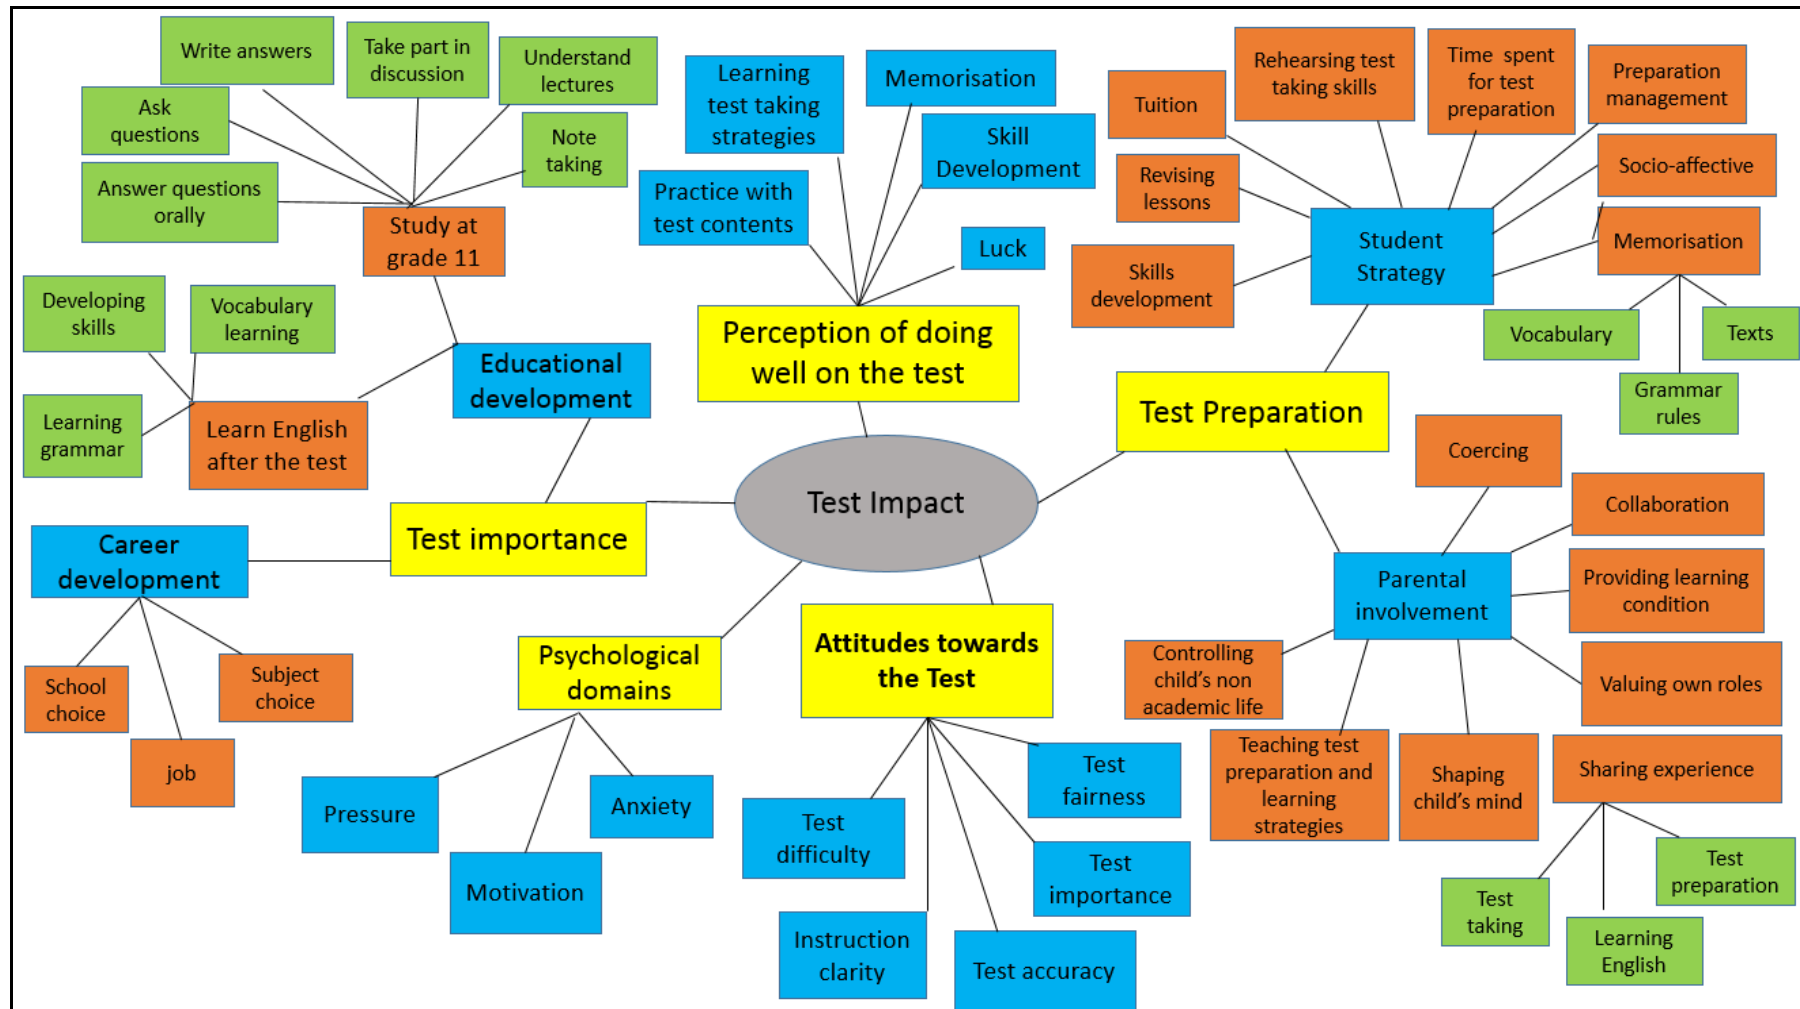 Write answers
Take part in
discussion
Understand
lectures
Ask
questions
Note
taking
Answer questions
orally
Study at
grade 11
Developing
skills
Vocabulary
learning
Learning
grammar
Learn English
after the test
Educational
development
Learning
test taking
strategies
Memorisation
Skill
Development
Practice with
test contents
Luck
Perception of doing
well on the test
Tuition
Rehearsing test
taking skills
Time spent
for test
preparation
Preparation
management
Revising
lessons
Socio-affective
Skills
development
Student
Strategy
Memorisation
Vocabulary
Texts
Grammar
rules
Test Preparation
Test Impact
Test importance
Career
development
School
choice
Subject
choice
job
Psychological
domains
Pressure
Anxiety
Motivation
Attitudes towards
the Test
Test
fairness
Test
difficulty
Test
importance
Instruction
clarity
Test accuracy
Coercing
Collaboration
Parental
involvement
Providing learning
condition
Controlling
child’s non
academic life
Valuing own roles
Teaching test
preparation and
learning
strategies
Shaping
child’s mind
Sharing experience
Test
taking
Test
preparation
Learning
English